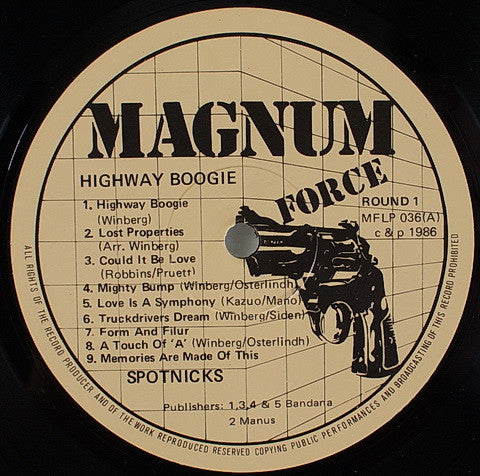 MAGNUM
FORCE
HIGHWAY BOOGIE
ROUND 1
MFLP 036(A)
c & p 1986
1. Highway Boogie
(Winberg)
2. Lost Properties
(Arr. Winberg)
3. Could It Be Love
(Robbins/Pruett)
4. Mighty Bump (Winberg/Osterlindh)
5. Love Is A Symphony (Kazuo/Mano)
6. Truckdrivers Dream (Winberg/Siden)
7. Form And Filur
8. A Touch Of 'A' (Winberg/Osterlindh)
9. Memories Are Made Of This
SPOTNICKS
Publishers: 1,3,4 & 5 Bandana
2 Manus
ALL RIGHTS OF THE RECORD PRODUCER AND OF THE WORK REPRODUCED RESERVED COPYING PUBLIC PERFORMANCES AND BROADCASTING OF THIS RECORD PROHIBITED